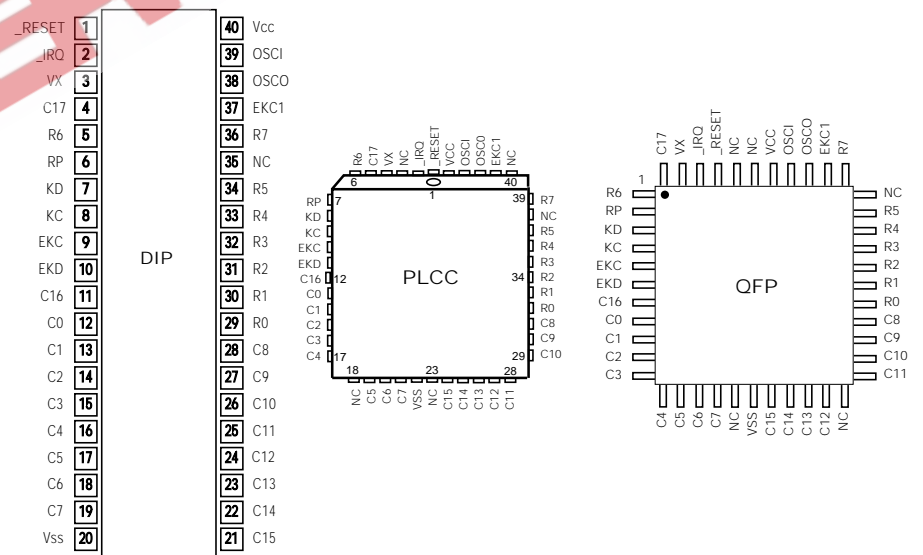 _RESET 1 40 Vcc
_IRQ 2 39 OSCI
VX 3 38 OSCO
C17 4 37 EKC1
R6 5 36 R7
RP 6 35 NC
KD 7 34 R5
KC 8 33 R4
EKC 9 32 R3
EKD 10 31 R2
C16 11 30 R1
C0 12 29 R0
C1 13 28 C8
C2 14 27 C9
C3 15 26 C10
C4 16 25 C11
C5 17 24 C12
C6 18 23 C13
C7 19 22 C14
Vss 20 21 C15
DIP
R6 C17 VX NC _IRQ _RESET VCC OSCI OSC0 EKC1 NC
6 1 40
RP 7 39 R7
KD NC
KC R5
EKC R4
EKD R3
C16 12 34 R2
C0 R1
C1 R0
C2 C8
C3 C9
C4 17 29 C10
18 23 28
NC C5 C6 C7 VSS NC C15 C14 C13 C12 C11
PLCC
C17 VX _IRQ _RESET NC NC VCC OSCI OSCO EKC1 R7
1
R6 NC
RP R5
KD R4
KC R3
EKC R2
EKD R1
C16 R0
C0 C8
C1 C9
C2 C10
C3 C11
C4 C5 C6 C7 NC VSS C15 C14 C13 C12 NC
QFP